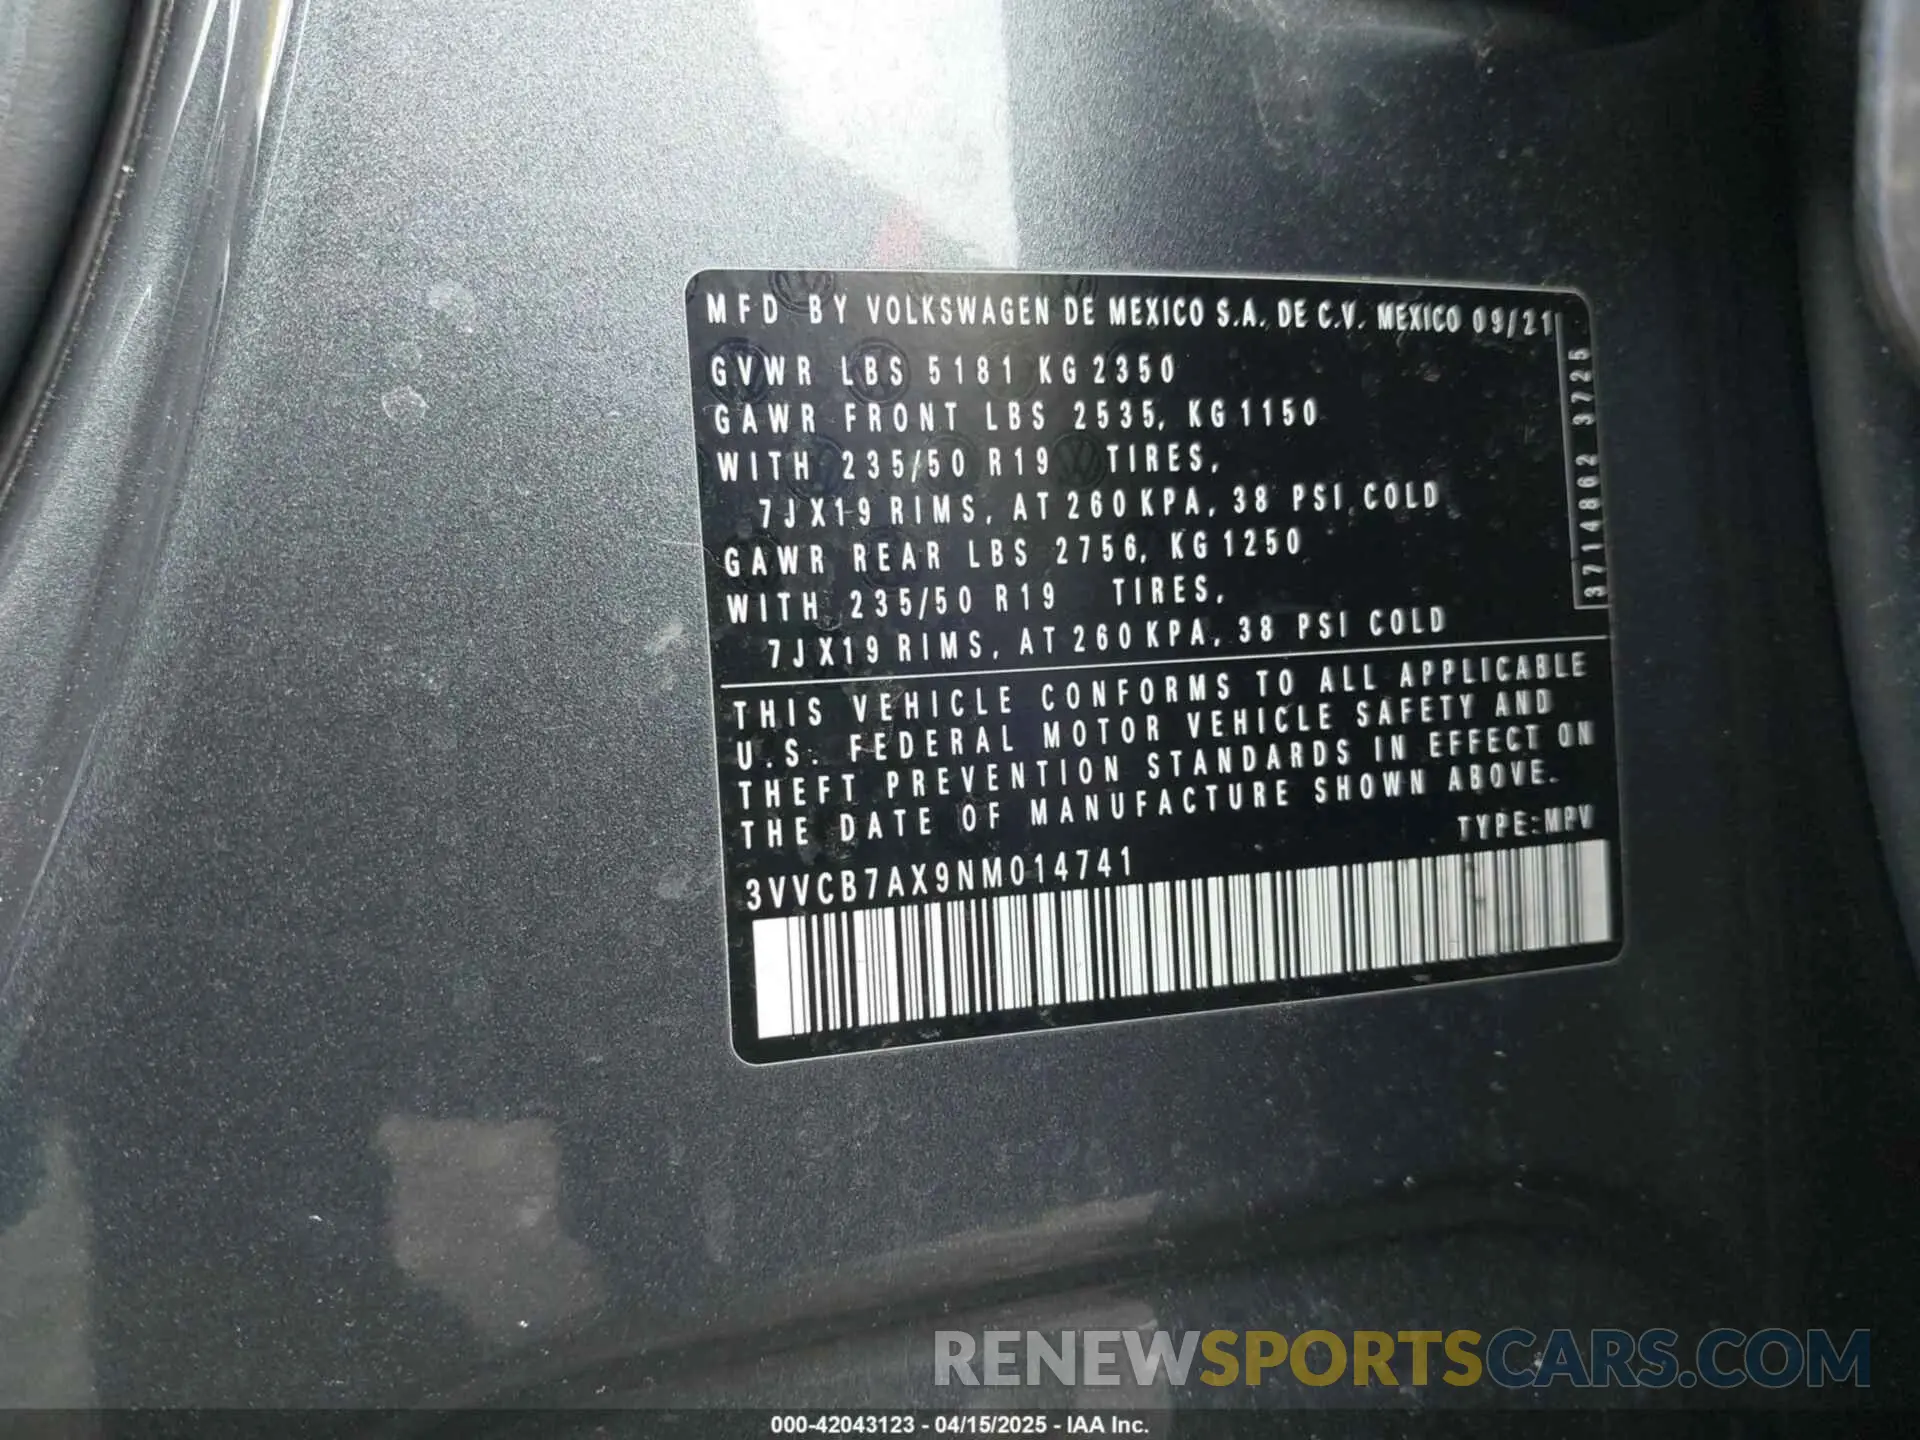 MFD BY VOLKSWAGEN DE MEXICO S.A. DE C.V. MEXICO 09/21
GVWR LBS 5181 KG 2350
GAWR FRONT LBS 2535, KG 1150
WITH 235/50 R19 TIRES,
7JX19 RIMS, AT 260 KPA, 38 PSI COLD
GAWR REAR LBS 2756, KG 1250
WITH 235/50 R19 TIRES,
7JX19 RIMS, AT 260 KPA, 38 PSI COLD
3714862 3725
THIS VEHICLE CONFORMS TO ALL APPLICABLE
U.S. FEDERAL MOTOR VEHICLE SAFETY AND
THEFT PREVENTION STANDARDS IN EFFECT ON
THE DATE OF MANUFACTURE SHOWN ABOVE.
TYPE:MPV
3VVCB7AX9NM014741
RENEWSPORTSCARS.COM
000-42043123 - 04/15/2025 - IAA Inc.